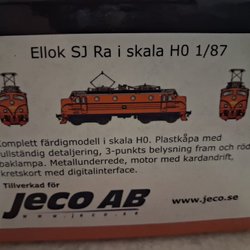 Ellok SJ Ra i skala H0 1/87
Komplett färdigmodell i skala H0. Plastkåpa med
fullständig detaljering, 3-punkts belysning fram och röd
baklampa. Metallunderrede, motor med kardandrift,
kretskort med digitalinterface.
Tillverkad för
Jeco AB
www.jeco.se
www.jeco.se